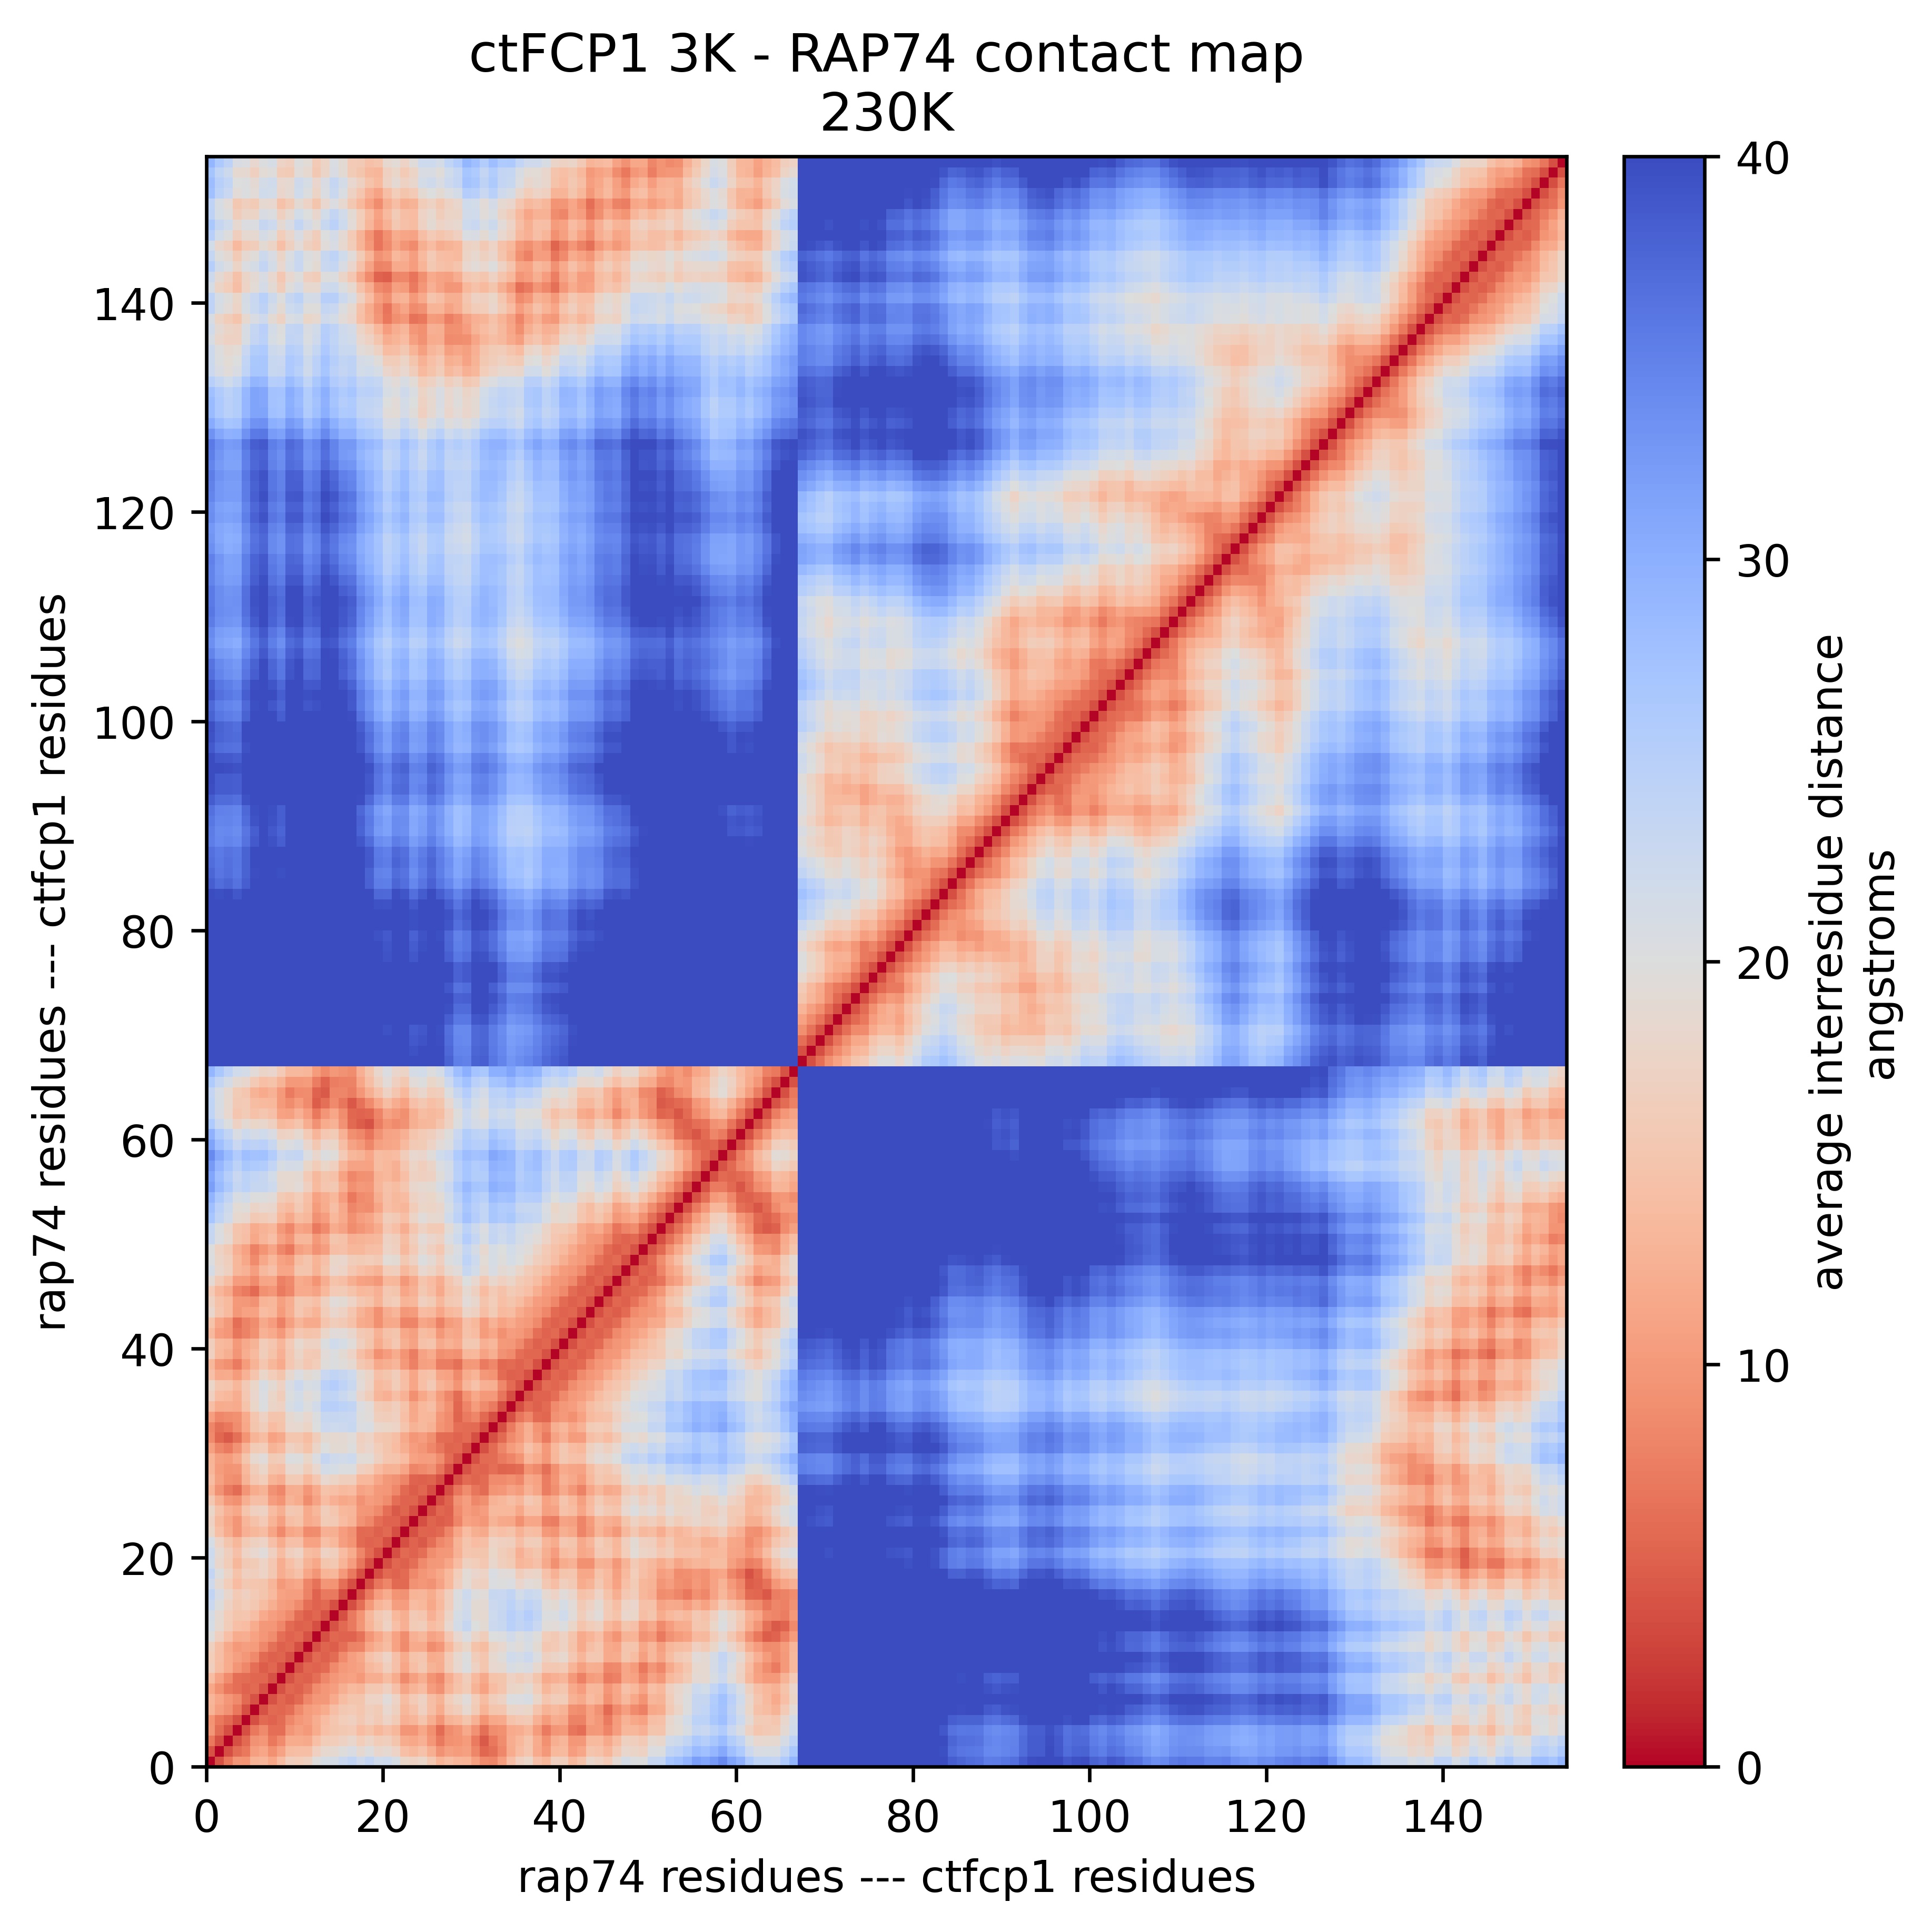 ctFCP1 3K - RAP74 contact map
230K
rap74 residues --- ctfcp1 residues
140
120
100
80
60
40
20
0
0 20 40 60 80 100 120 140
rap74 residues --- ctfcp1 residues
40
30
20
10
0
average interresidue distance
angstroms